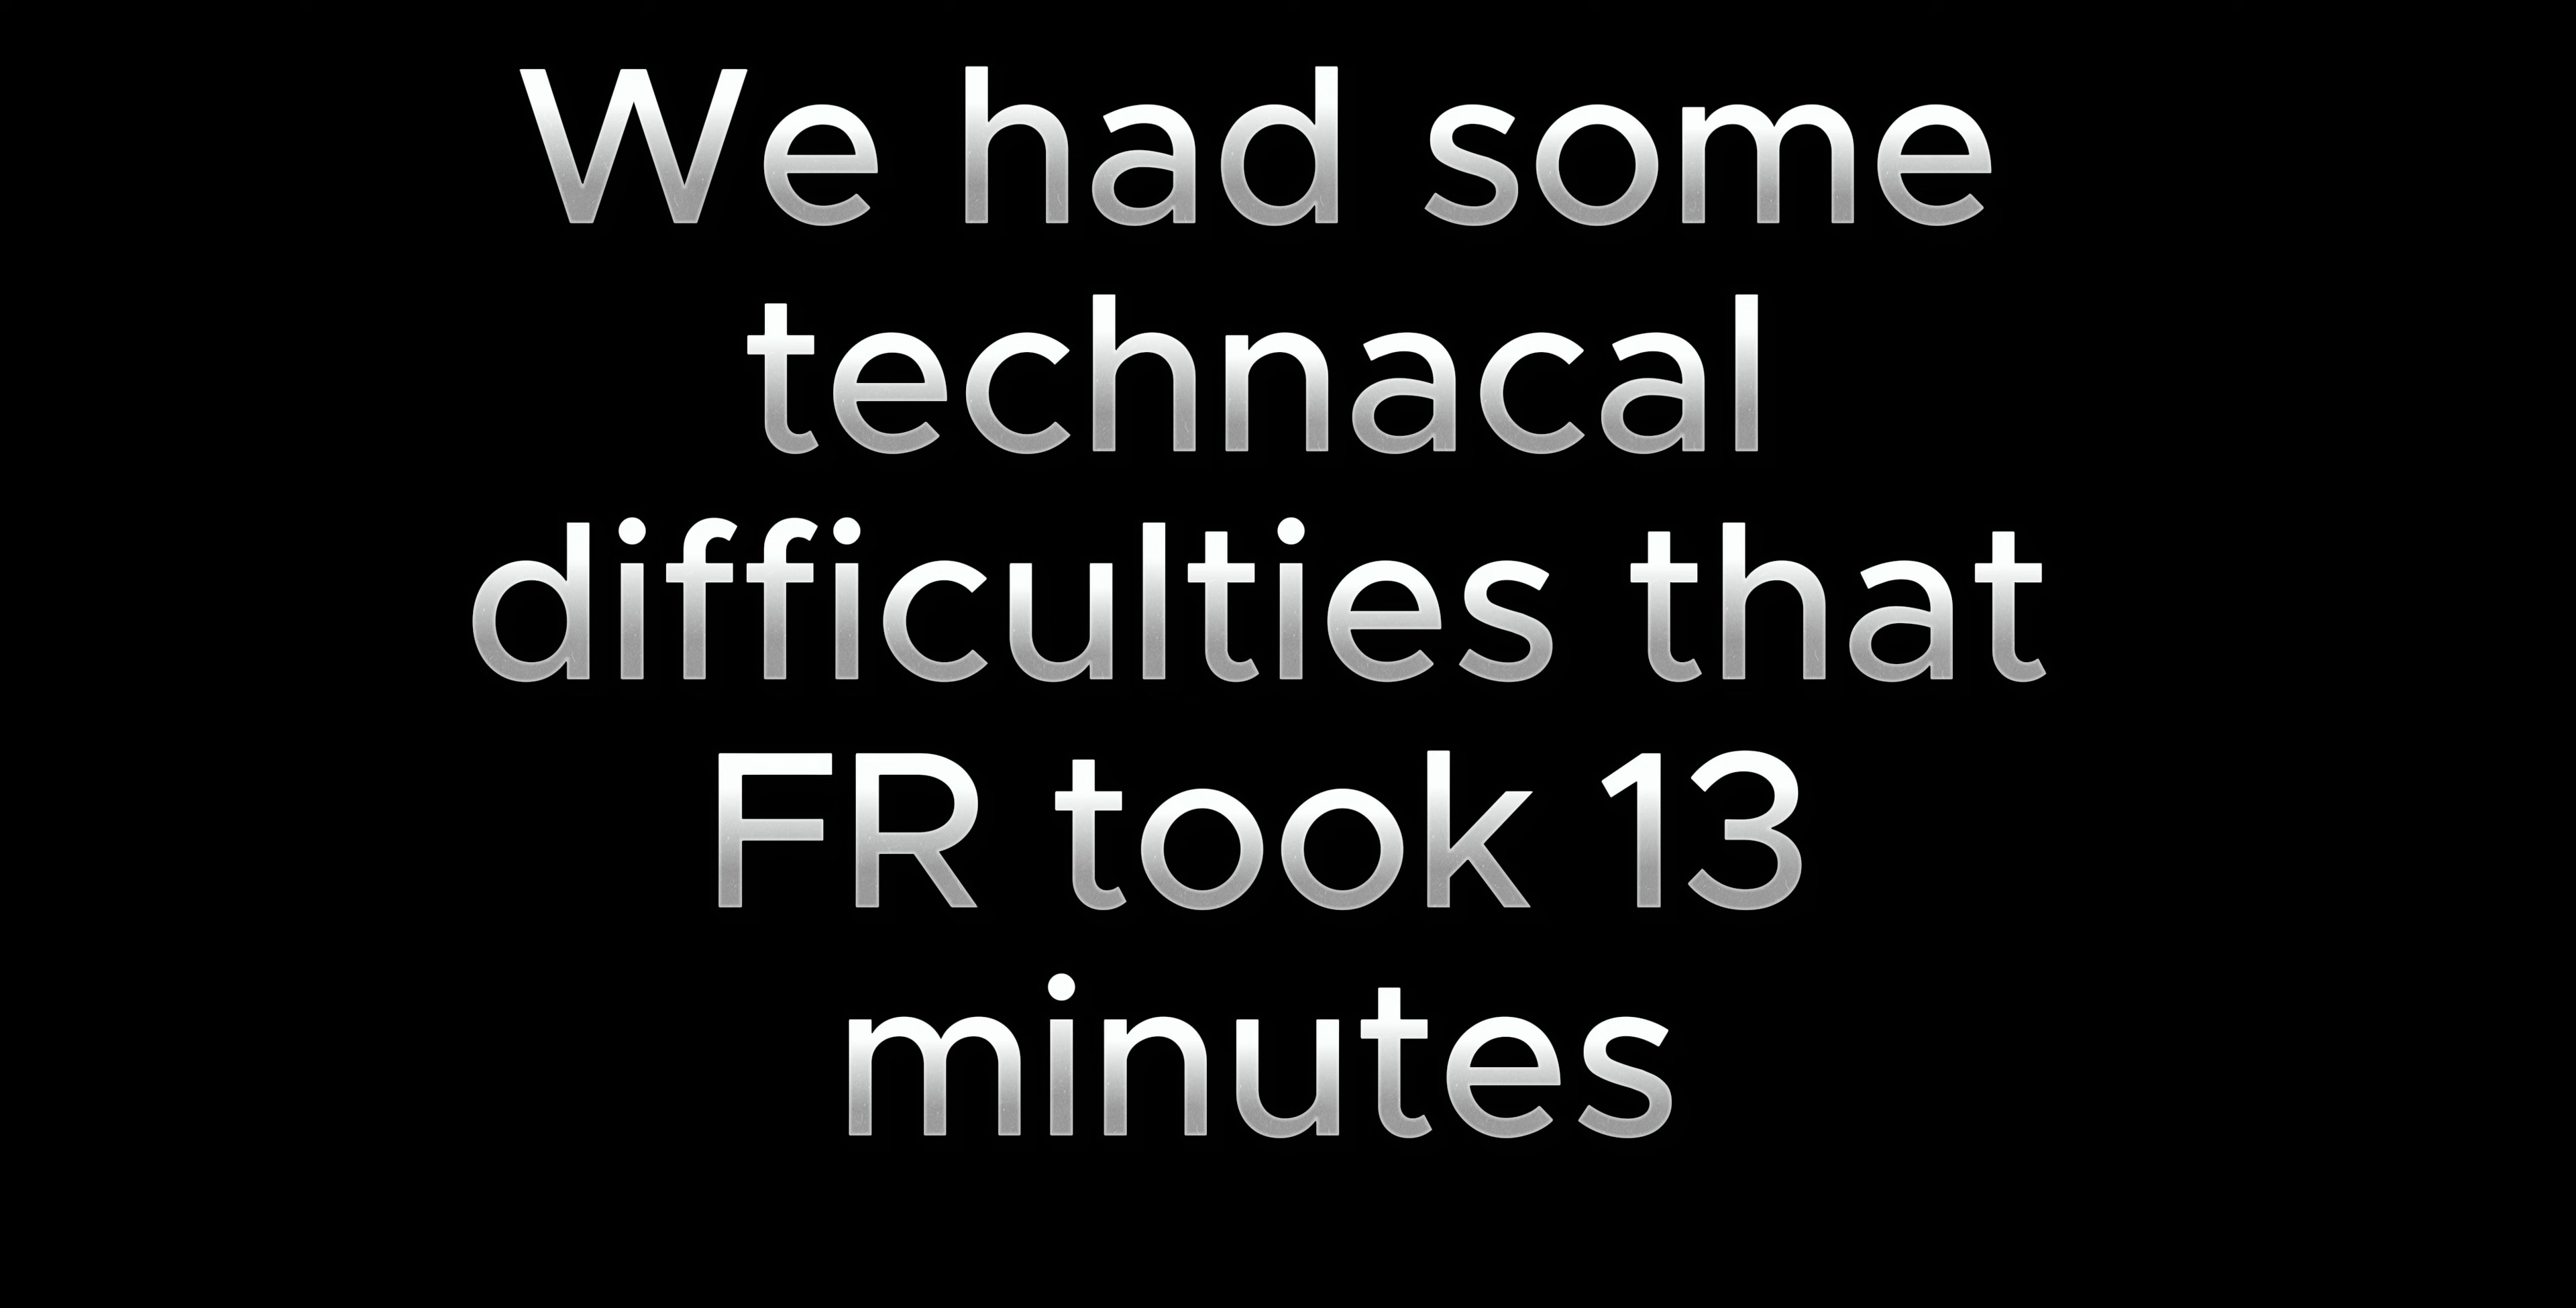 We had some
technacal
difficulties that
FR took 13
minutes